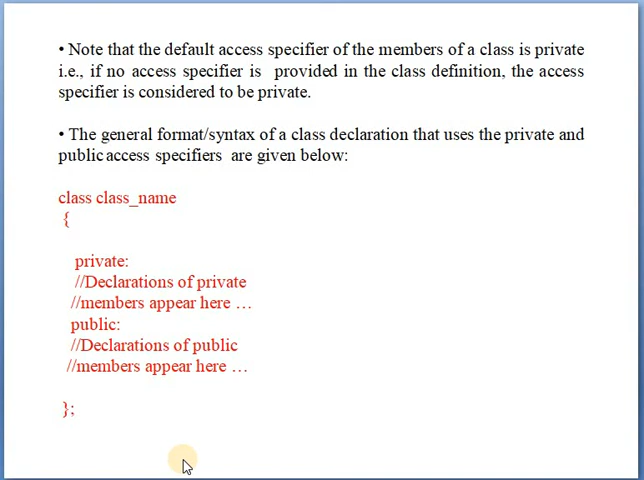 • Note that the default access specifier of the members of a class is private
i.e., if no access specifier is provided in the class definition, the access
specifier is considered to be private.
• The general format/syntax of a class declaration that uses the private and
public access specifiers are given below:
class class_name
{
private:
//Declarations of private
//members appear here …
public:
//Declarations of public
//members appear here …
};